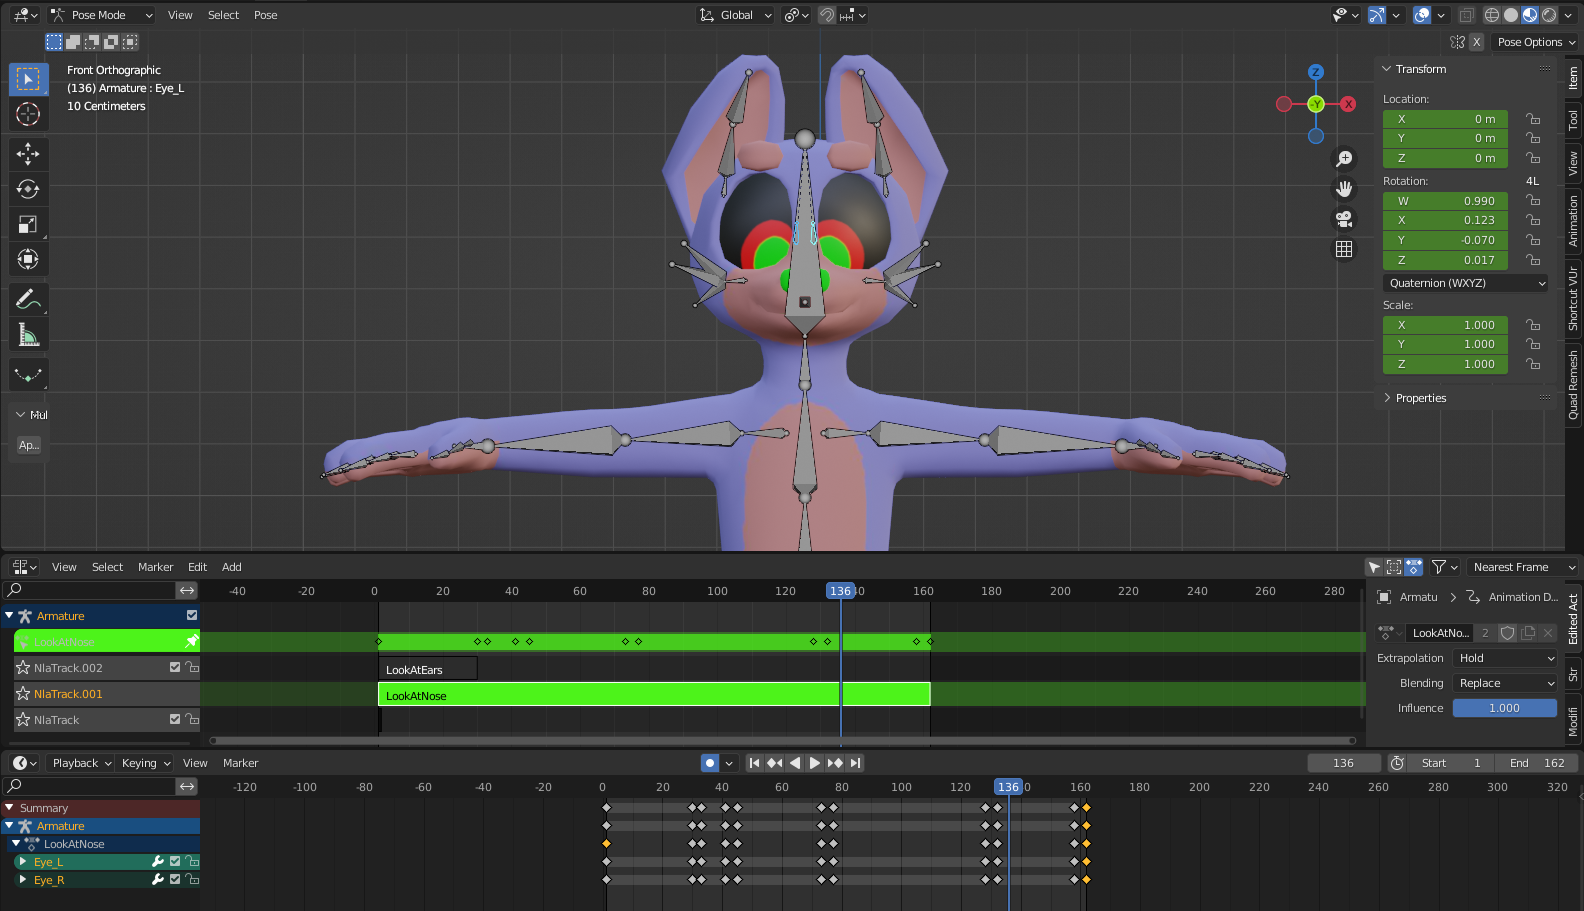 Pose Mode View Select Pose Global
X Pose Options
Front Orthographic
(136) Armature : Eye_L
10 Centimeters
Z
-Y X
Mul
Ap...
Transform
Location:
X 0 m
Y 0 m
Z 0 m
Rotation: 4L
W 0.990
X 0.123
Y -0.070
Z 0.017
Quaternion (WXYZ)
Scale:
X 1.000
Y 1.000
Z 1.000
Properties
Item
Tool
View
Animation
Shortcut VUr
Quad Remesh
View Select Marker Edit Add Nearest Frame
-40 -20 0 20 40 60 80 100 120 136 160 180 200 220 240 260 280
Armature
LookAtNose
NlaTrack.002 LookAtEars
NlaTrack.001 LookAtNose
NlaTrack
Armatu Animation D...
LookAtNo... 2
Extrapolation Hold
Blending Replace
Influence 1.000
Edited Act
Str
Modifi
Playback Keying View Marker 136 Start 1 End 162
-120 -100 -80 -60 -40 -20 0 20 40 60 80 100 120 136 160 180 200 220 240 260 280 300 320
Summary
Armature
LookAtNose
Eye_L
Eye_R